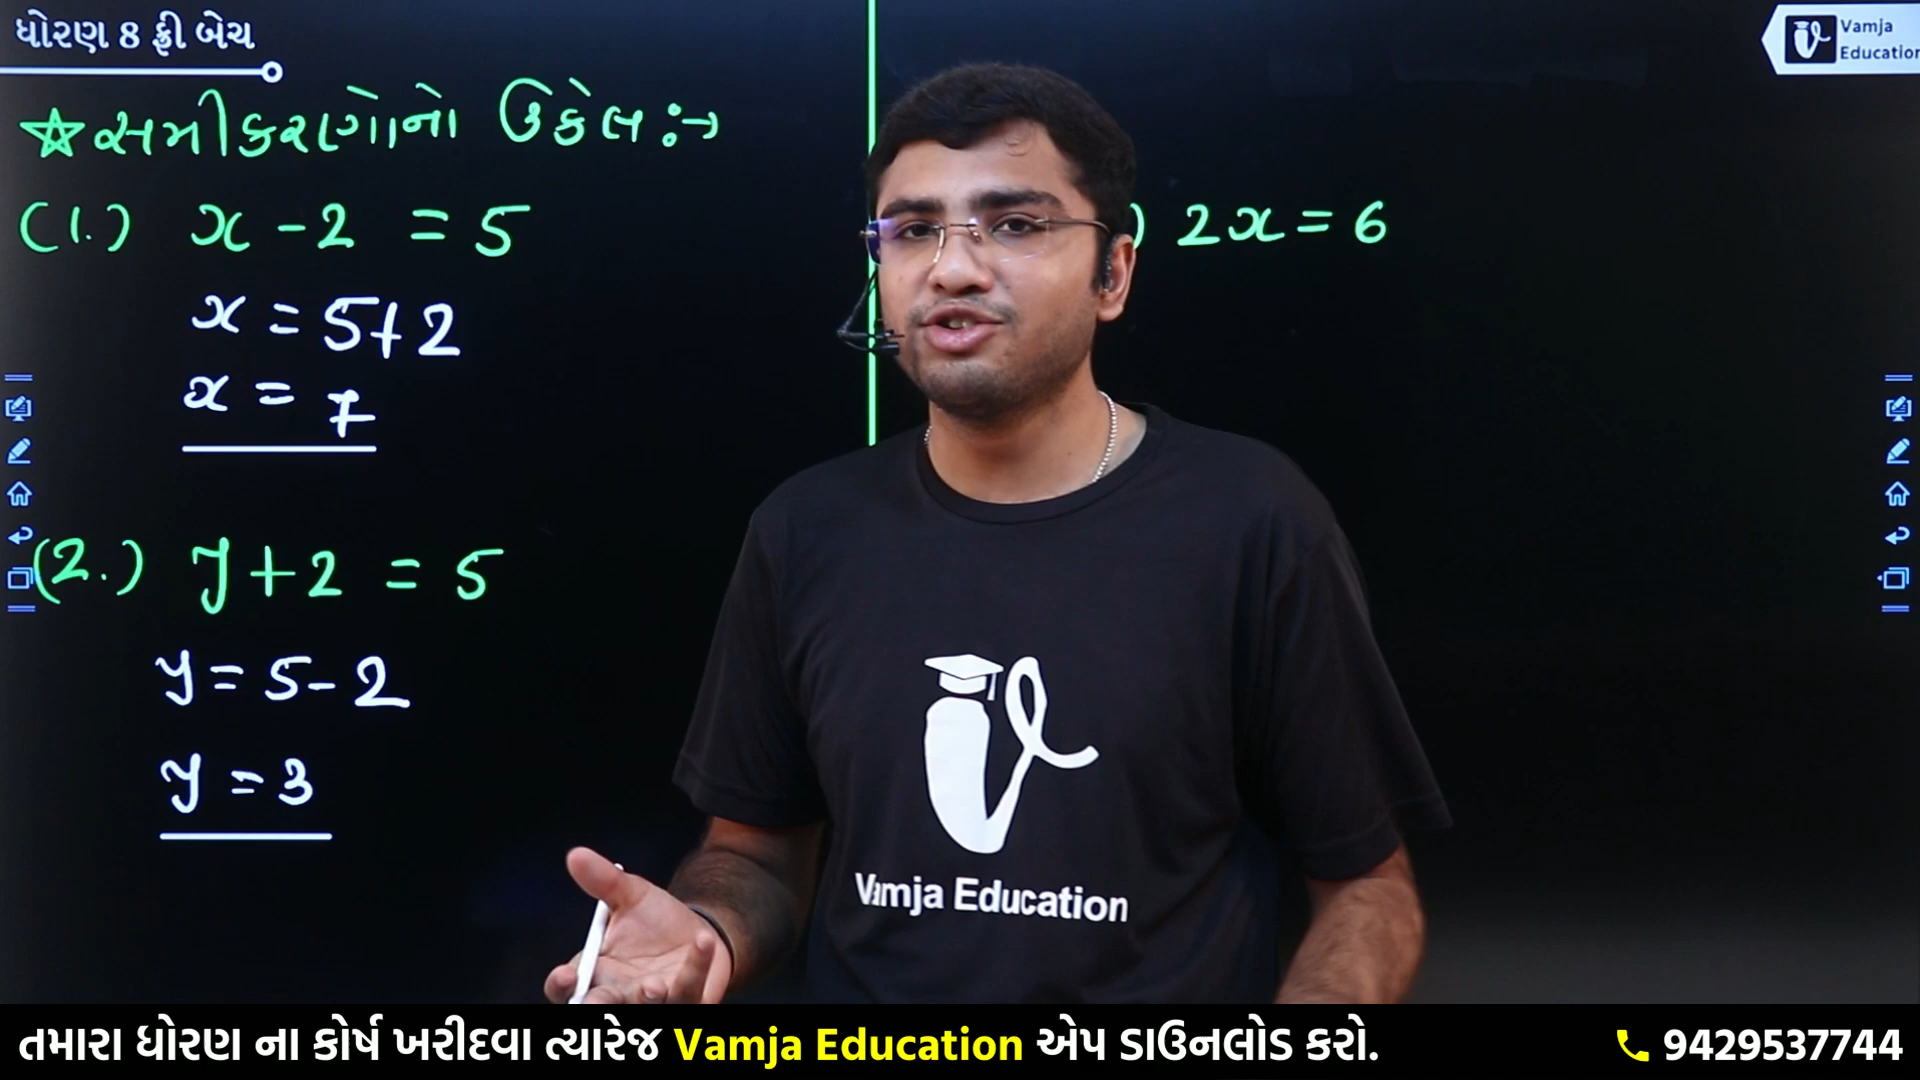 ધોરણ 8 ફ્રી બેચ
Vamja
Education
☆ સમીકરણોનો ઉકેલ :→
(1.) x - 2 = 5
x = 5+2
x = 7
(2.) y + 2 = 5
y = 5 - 2
y = 3
) 2x = 6
Vamja Education
તમારા ધોરણ ના કોર્ષ ખરીદવા ત્યારેજ Vamja Education એપ ડાઉનલોડ કરો.
9429537744